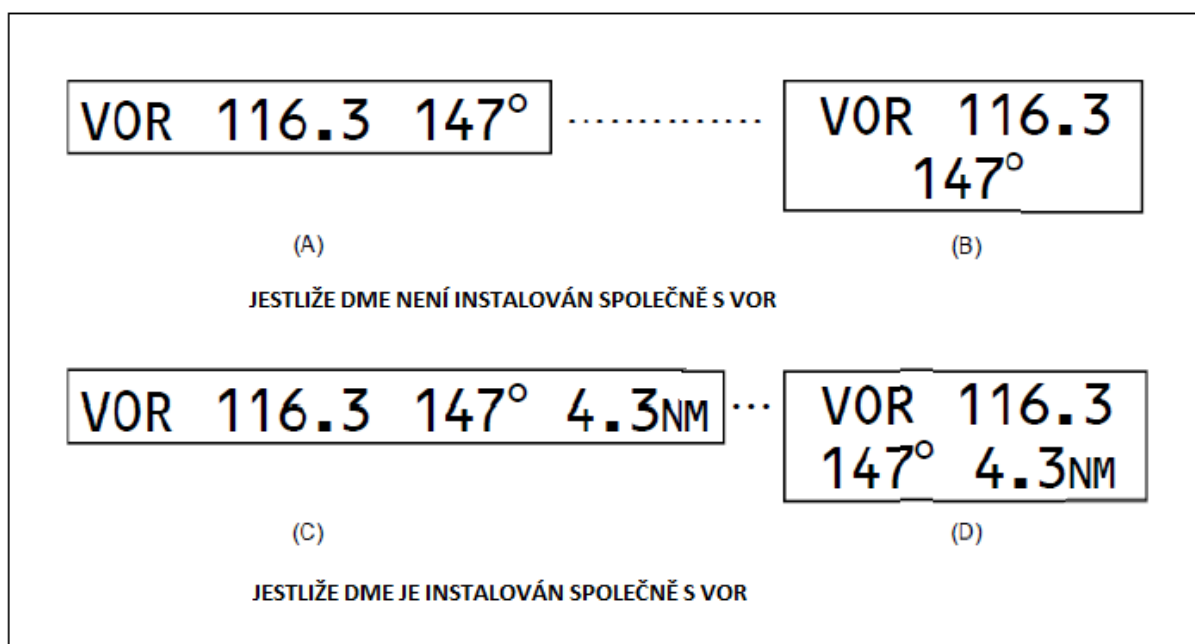 VOR 116.3 147° .............. VOR 116.3
147°
(A) (B)
JESTLIŽE DME NENÍ INSTALOVÁN SPOLEČNĚ S VOR
VOR 116.3 147° 4.3NM ... VOR 116.3
147° 4.3NM
(C) (D)
JESTLIŽE DME JE INSTALOVÁN SPOLEČNĚ S VOR